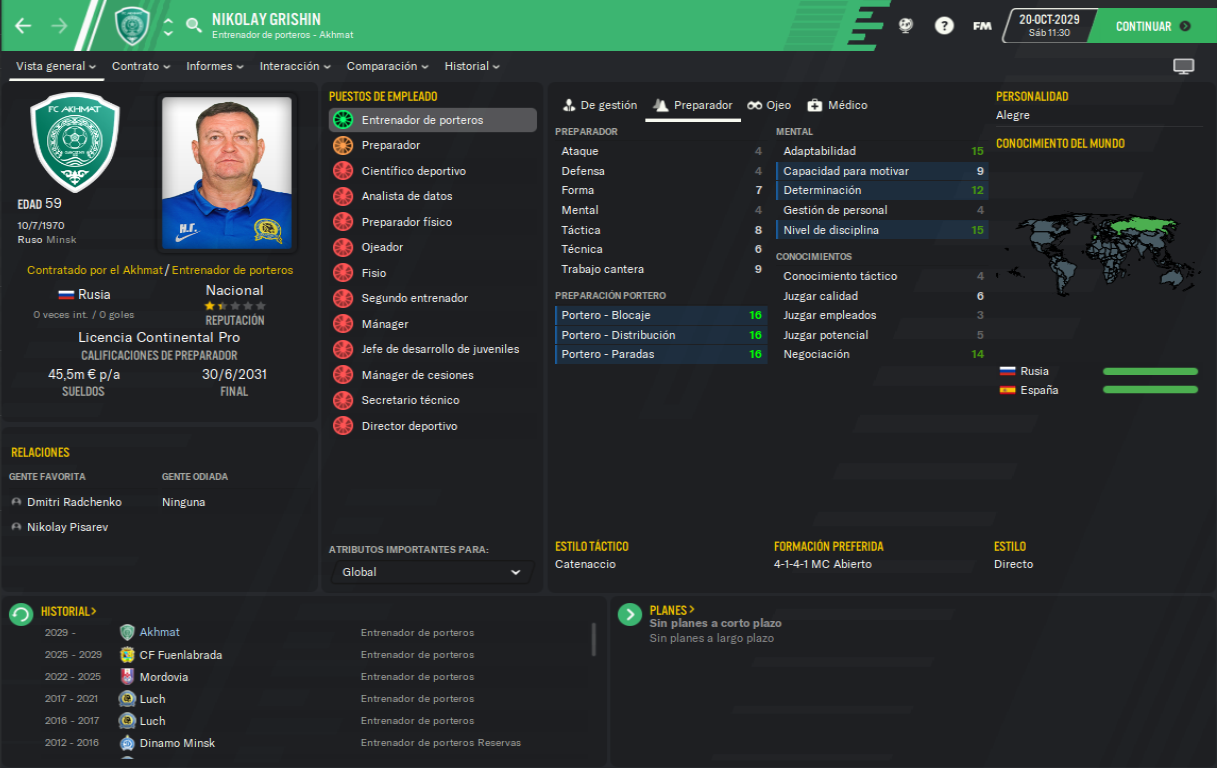 NIKOLAY GRISHIN
Entrenador de porteros - Akhmat
FM
20-OCT-2029
Sáb 11:30
CONTINUAR
Vista general
Contrato
Informes
Interacción
Comparación
Historial
FC AKHMAT
EDAD 59
10/7/1970
Ruso Minsk
Н.Г.
Contratado por el Akhmat / Entrenador de porteros
Rusia
0 veces int. / 0 goles
Nacional
REPUTACIÓN
Licencia Continental Pro
CALIFICACIONES DE PREPARADOR
45,5m € p/a
SUELDOS
30/6/2031
FINAL
RELACIONES
GENTE FAVORITA
GENTE ODIADA
Dmitri Radchenko
Ninguna
Nikolay Pisarev
PUESTOS DE EMPLEADO
Entrenador de porteros
Preparador
Científico deportivo
Analista de datos
Preparador físico
Ojeador
Fisio
Segundo entrenador
Mánager
Jefe de desarrollo de juveniles
Mánager de cesiones
Secretario técnico
Director deportivo
ATRIBUTOS IMPORTANTES PARA:
Global
De gestión
Preparador
Ojeo
Médico
PREPARADOR
Ataque 4
Defensa 4
Forma 7
Mental 4
Táctica 8
Técnica 6
Trabajo cantera 9
PREPARACIÓN PORTERO
Portero - Blocaje 16
Portero - Distribución 16
Portero - Paradas 16
MENTAL
Adaptabilidad 15
Capacidad para motivar 9
Determinación 12
Gestión de personal 4
Nivel de disciplina 15
CONOCIMIENTOS
Conocimiento táctico 4
Juzgar calidad 6
Juzgar empleados 3
Juzgar potencial 5
Negociación 14
PERSONALIDAD
Alegre
CONOCIMIENTO DEL MUNDO
Rusia
España
ESTILO TÁCTICO
Catenaccio
FORMACIÓN PREFERIDA
4-1-4-1 MC Abierto
ESTILO
Directo
HISTORIAL >
2029 - Akhmat Entrenador de porteros
2025 - 2029 CF Fuenlabrada Entrenador de porteros
2022 - 2025 Mordovia Entrenador de porteros
2017 - 2021 Luch Entrenador de porteros
2016 - 2017 Luch Entrenador de porteros
2012 - 2016 Dinamo Minsk Entrenador de porteros Reservas
PLANES >
Sin planes a corto plazo
Sin planes a largo plazo